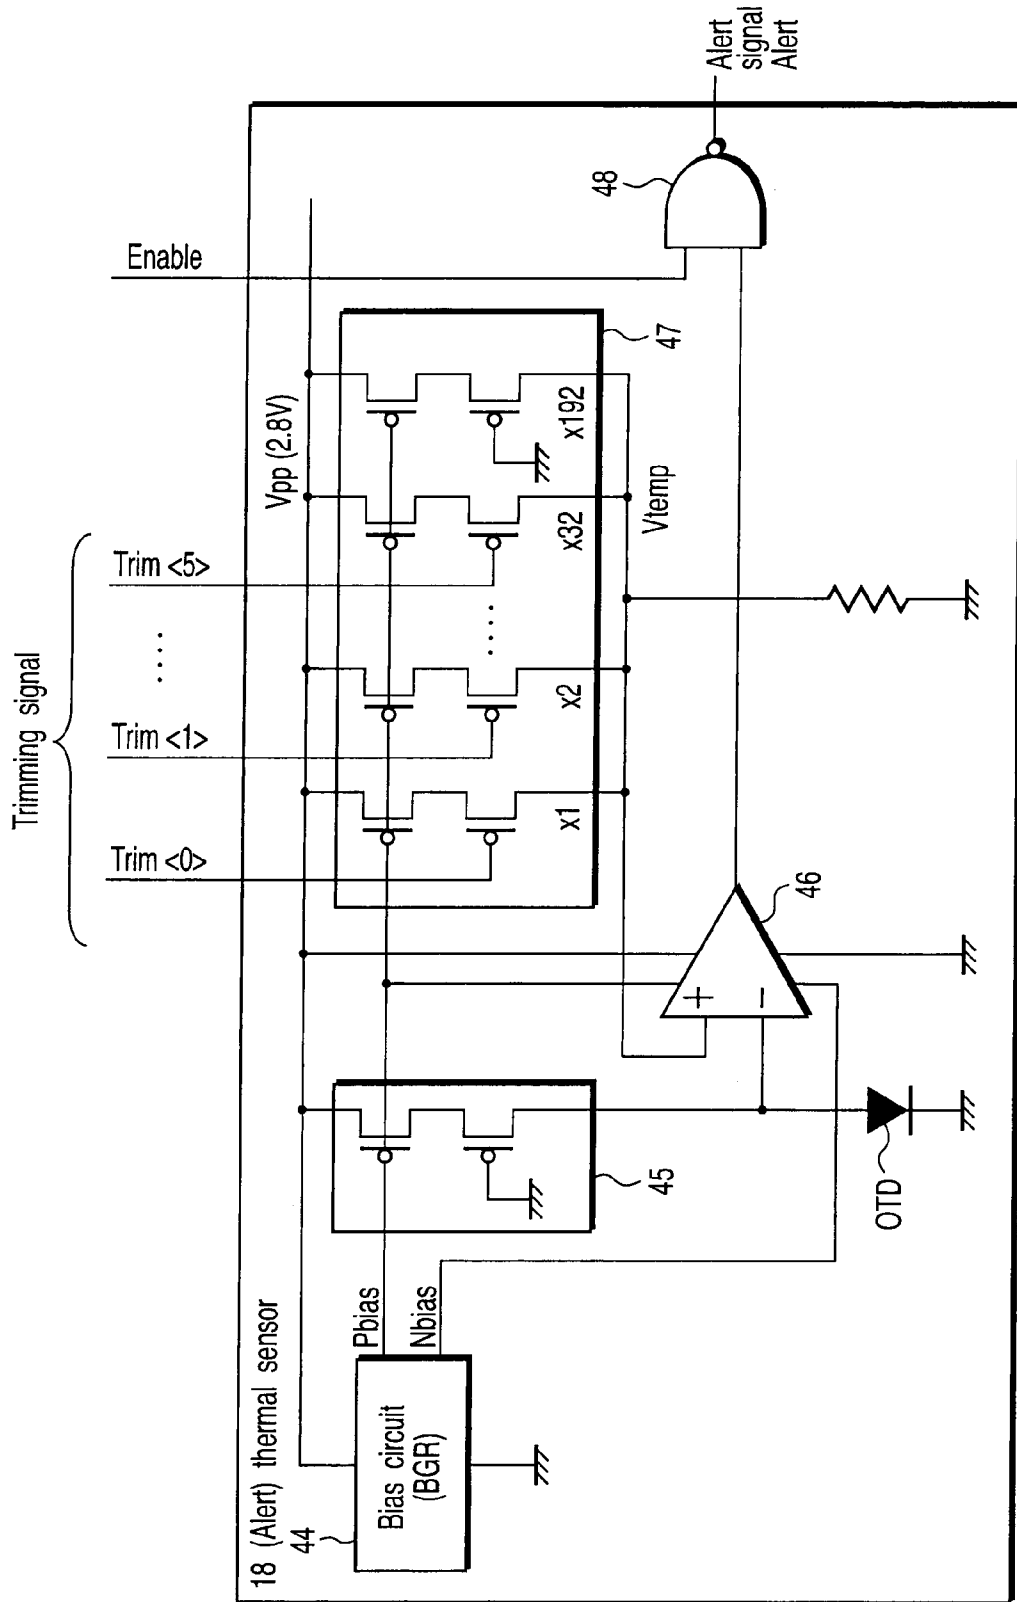 18 (Alert) thermal sensor
44
Bias circuit
(BGR)
Pbias
Nbias
45
OTD
Trimming signal
Trim <0>
Trim <1>
. . . .
Trim <5>
Enable
Vpp (2.8V)
x1
x2
. . . .
x32
x192
47
Vtemp
+
−
46
48
Alert
signal
Alert